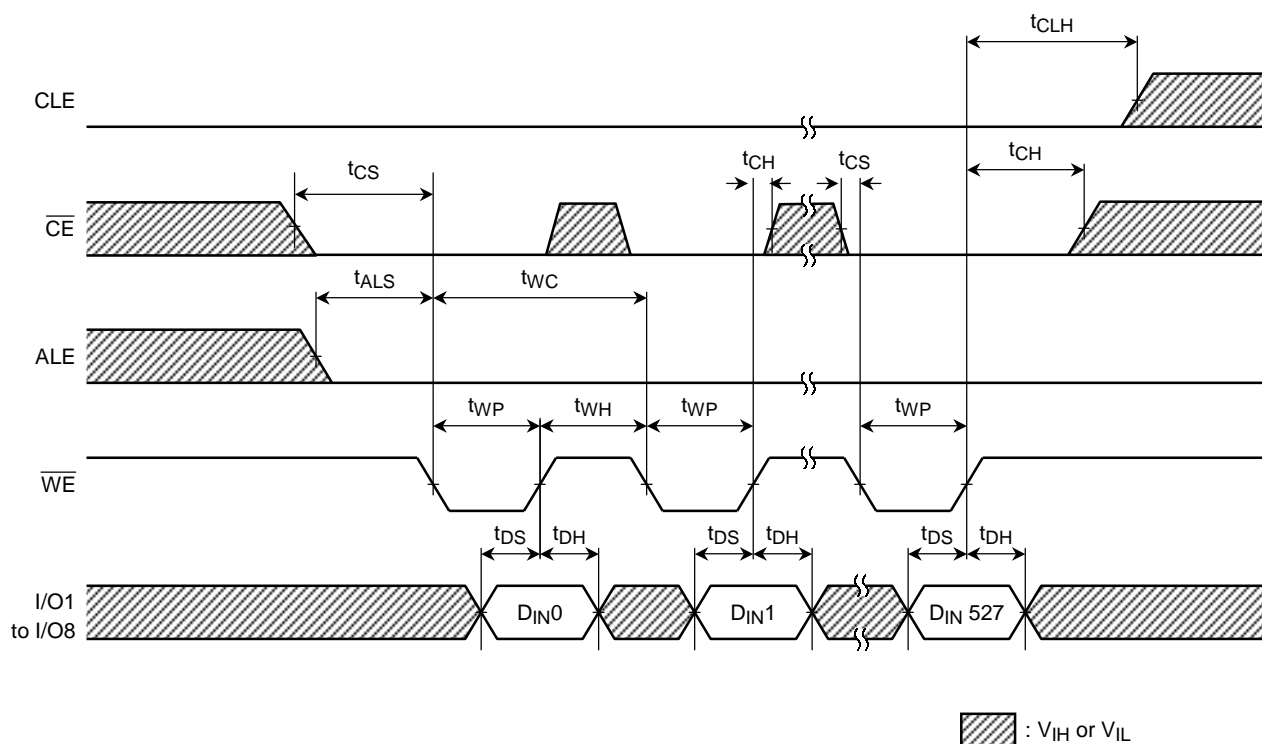 tCLH
CLE
tCH
tCS
tCH
tCS
CE
tALS
tWC
ALE
tWP
tWH
tWP
tWP
WE
tDS
tDH
tDS
tDH
tDS
tDH
I/O1
to I/O8
DIN0
DIN1
DIN 527
: VIH or VIL